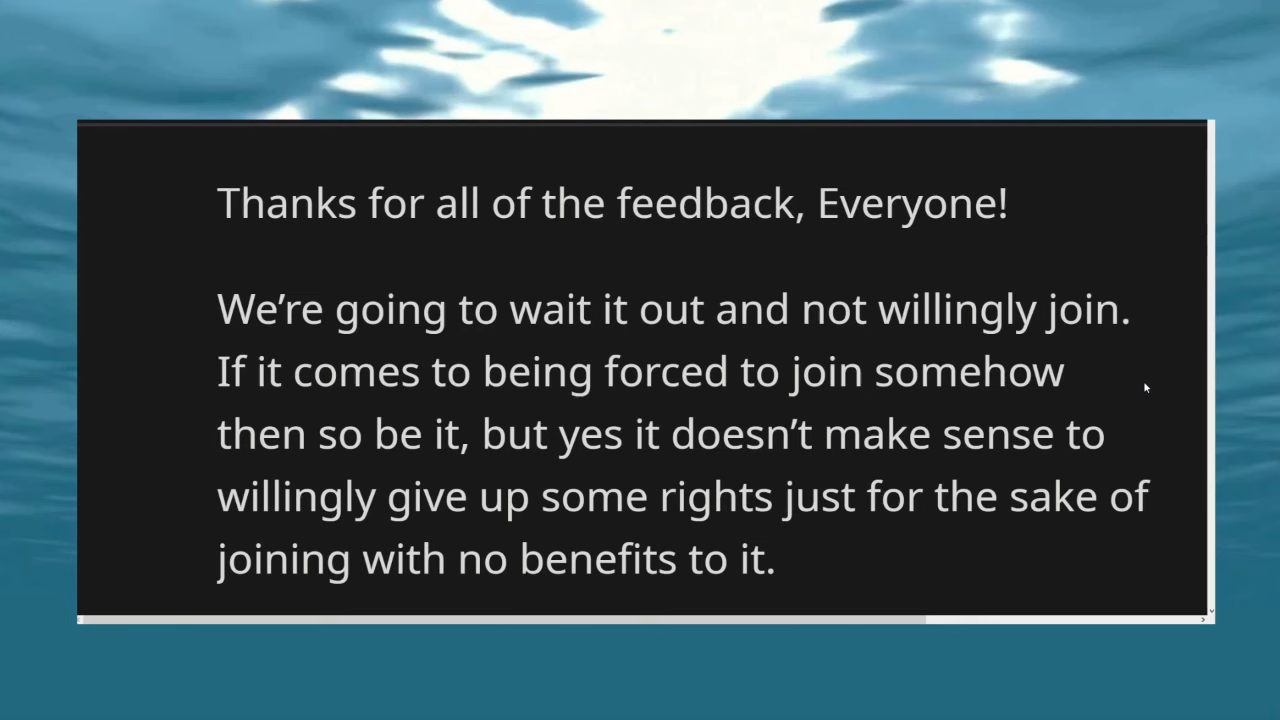 Thanks for all of the feedback, Everyone!
We’re going to wait it out and not willingly join.
If it comes to being forced to join somehow
then so be it, but yes it doesn’t make sense to
willingly give up some rights just for the sake of
joining with no benefits to it.